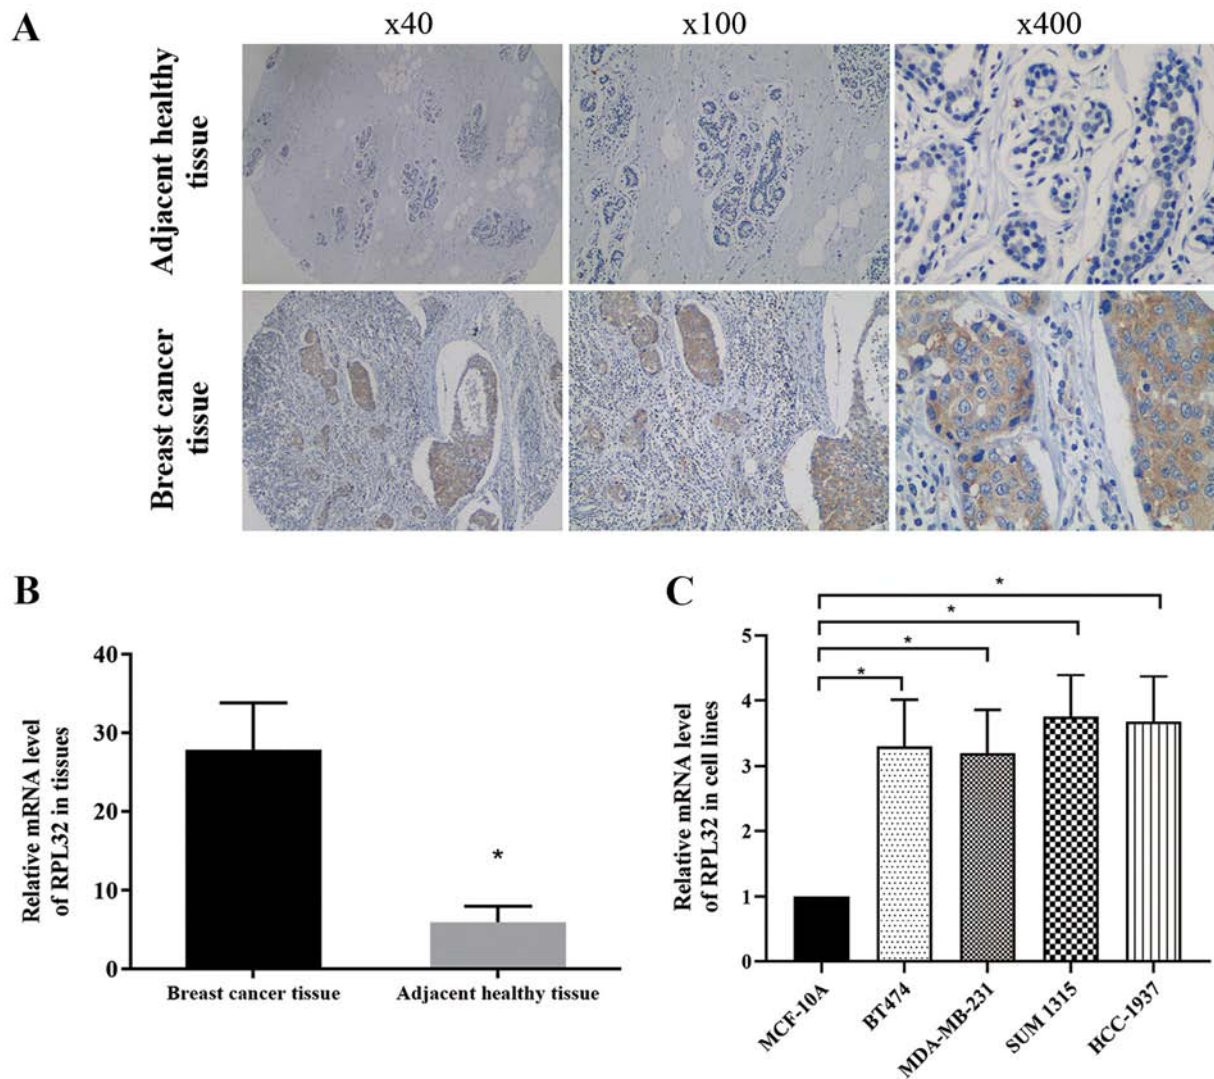 A
x40
x100
x400
Adjacent healthy
tissue
Breast cancer
tissue
B
Relative mRNA level
of RPL32 in tissues
40
30
20
10
0
*
Breast cancer tissue
Adjacent healthy tissue
C
Relative mRNA level
of RPL32 in cell lines
*
*
*
*
5
4
3
2
1
0
MCF-10A
BT474
MDA-MB-231
SUM 1315
HCC-1937